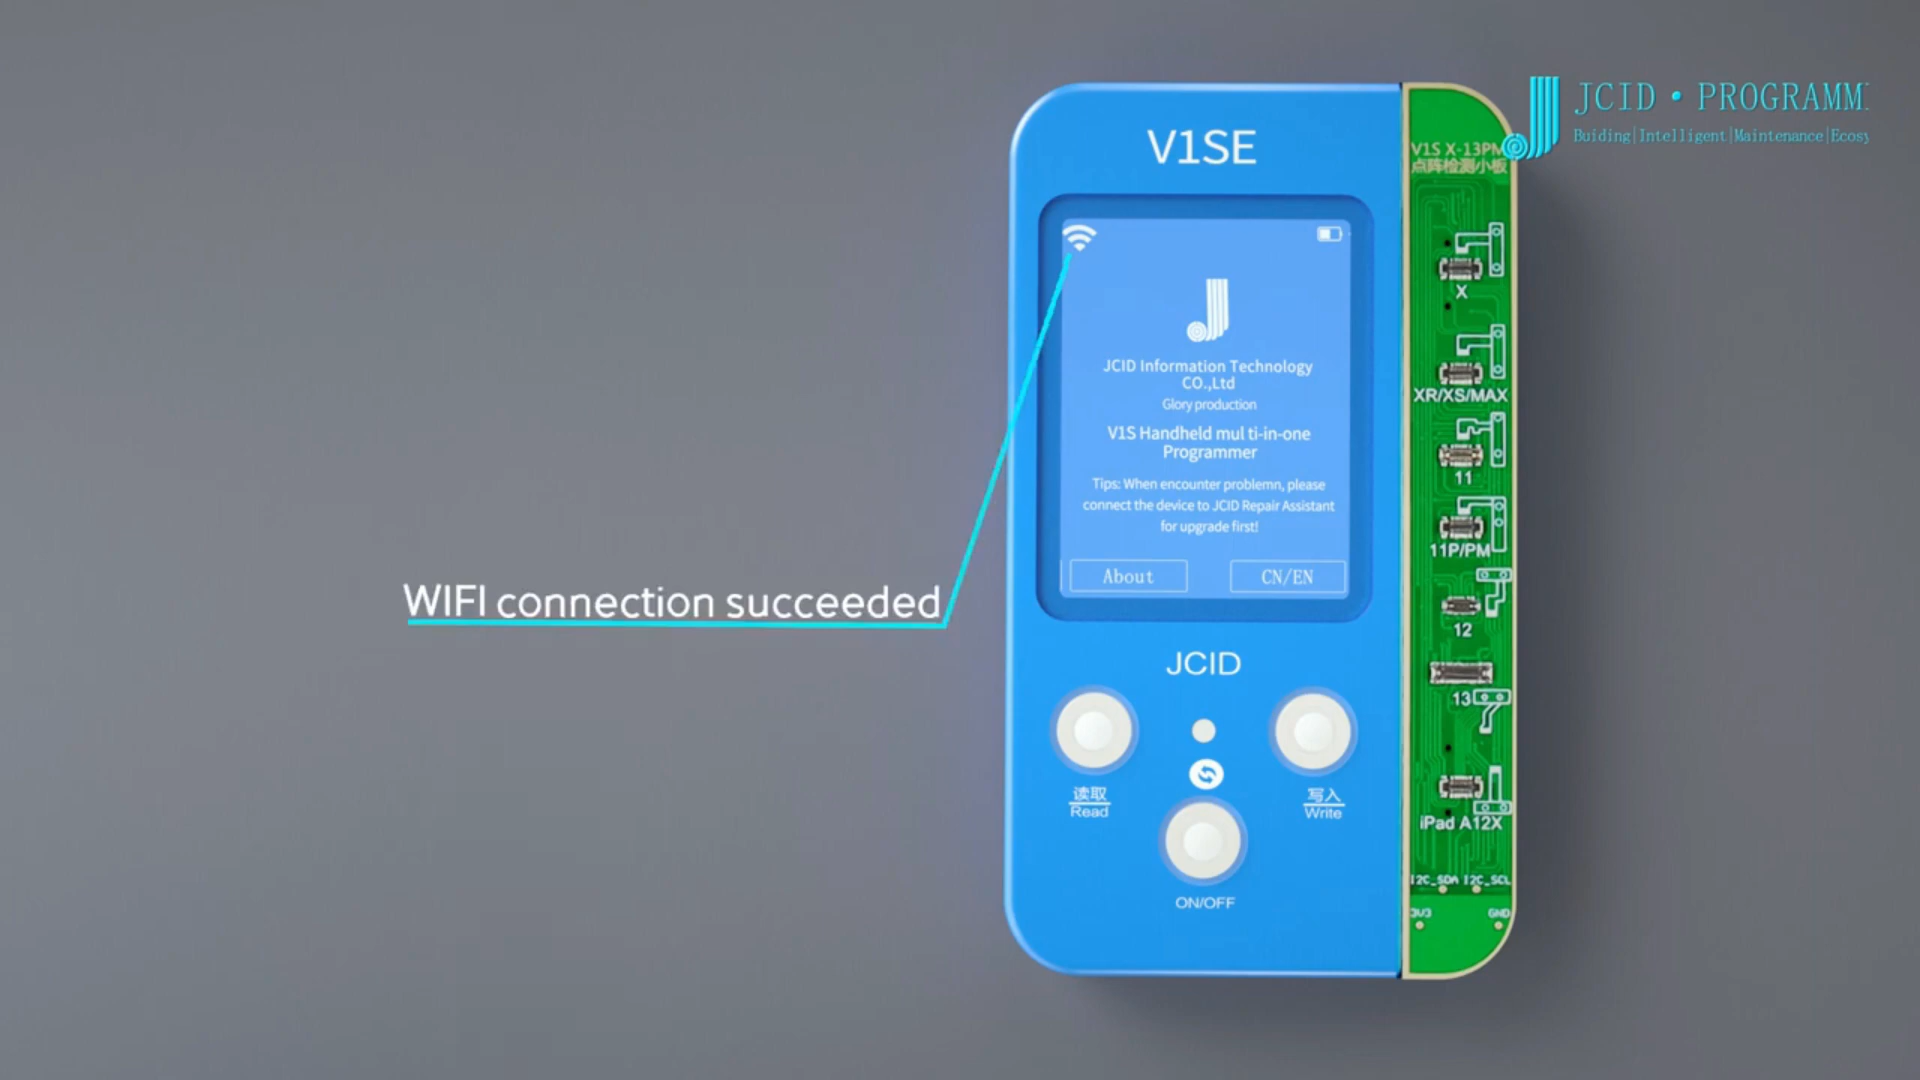 JCID • PROGRAMM
Buiding|Intelligent|Maintenance|Ecosy
V1SE
V1S X-13PM
点阵检测小板
JCID Information Technology
CO.,Ltd
Glory production
V1S Handheld mul ti-in-one
Programmer
Tips: When encounter problemn, please
connect the device to JCID Repair Assistant
for upgrade first!
About
CN/EN
WIFI connection succeeded
JCID
读取
Read
写入
Write
ON/OFF
X
XR/XS/MAX
11
11P/PM
12
13
iPad A12X
I2C_SDA I2C_SCL
3V3
GND